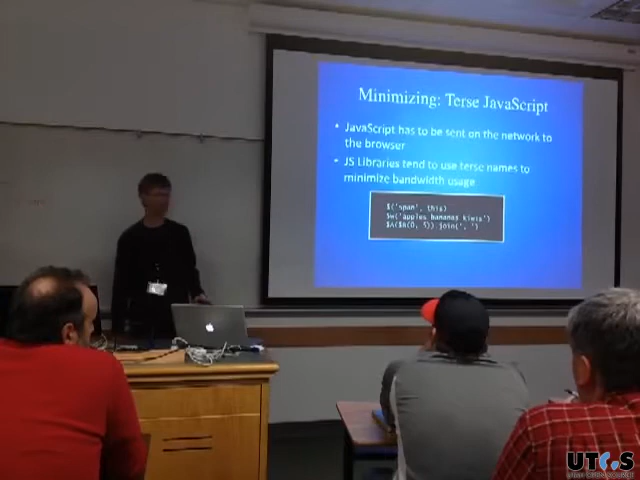 Minimizing: Terse JavaScript
• JavaScript has to be sent on the network to
the browser
• JS Libraries tend to use terse names to
minimize bandwidth usage
$('span', this)
$w('apples bananas kiwis')
$A($R(0, 5)).join(', ')
UTOS